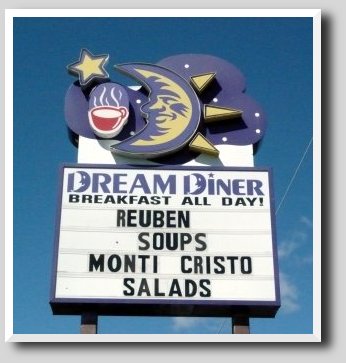 DREAM DINER
BREAKFAST ALL DAY!
REUBEN
SOUPS
MONTI CRISTO
SALADS